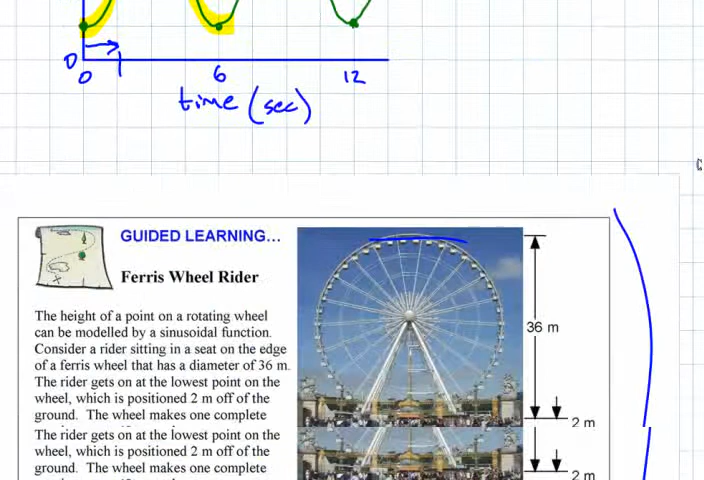 0
0
6
12
time (sec)
GUIDED LEARNING...
Ferris Wheel Rider
The height of a point on a rotating wheel
can be modelled by a sinusoidal function.
Consider a rider sitting in a seat on the edge
of a ferris wheel that has a diameter of 36 m.
The rider gets on at the lowest point on the
wheel, which is positioned 2 m off of the
ground. The wheel makes one complete
The rider gets on at the lowest point on the
wheel, which is positioned 2 m off of the
ground. The wheel makes one complete
36 m
2 m
2 m